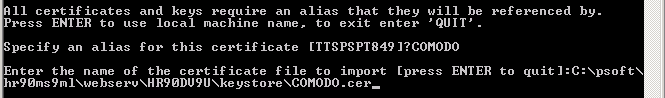 All certificates and keys require an alias that they will be referenced by.
Press ENTER to use local machine name, to exit enter 'QUIT'.
Specify an alias for this certificate [TTSPSPT849]?COMODO
Enter the name of the certificate file to import [press ENTER to quit]:C:\psoft\
hr90ms9ml\webserv\HR90DV9U\keystore\COMODO.cer_